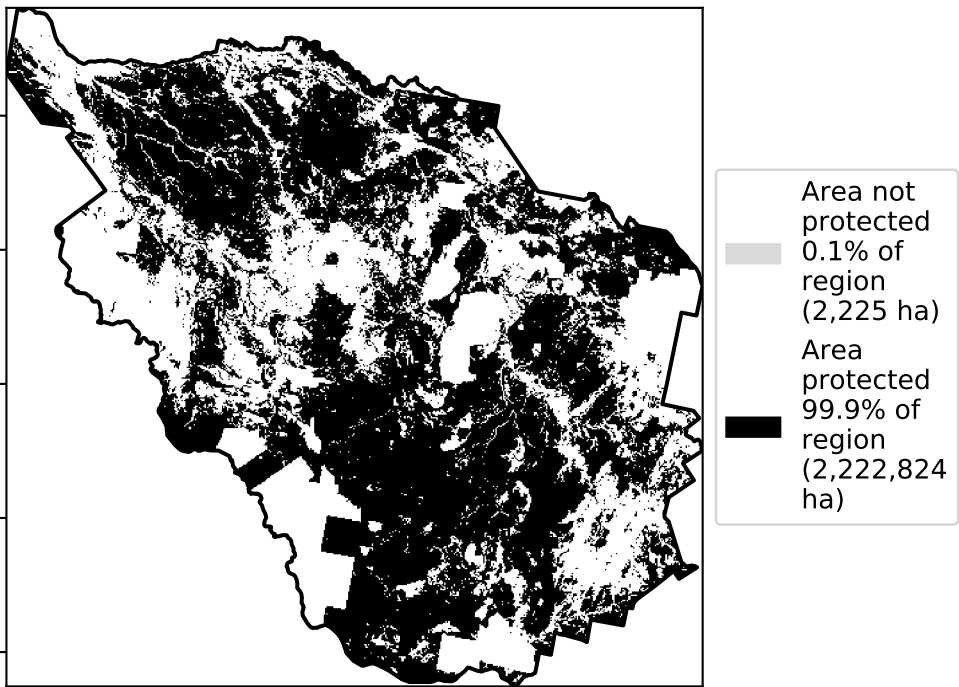 Area not
protected
0.1% of
region
(2,225 ha)
Area
protected
99.9% of
region
(2,222,824
ha)